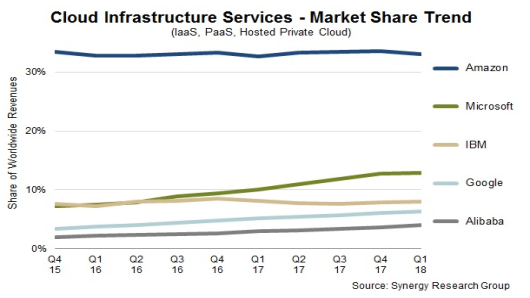 Cloud Infrastructure Services - Market Share Trend
(IaaS, PaaS, Hosted Private Cloud)
Share of Worldwide Revenues
30%
20%
10%
0%
Amazon
Microsoft
IBM
Google
Alibaba
Q4 Q1 Q2 Q3 Q4 Q1 Q2 Q3 Q4 Q1
15 16 16 16 16 17 17 17 17 18
Source: Synergy Research Group